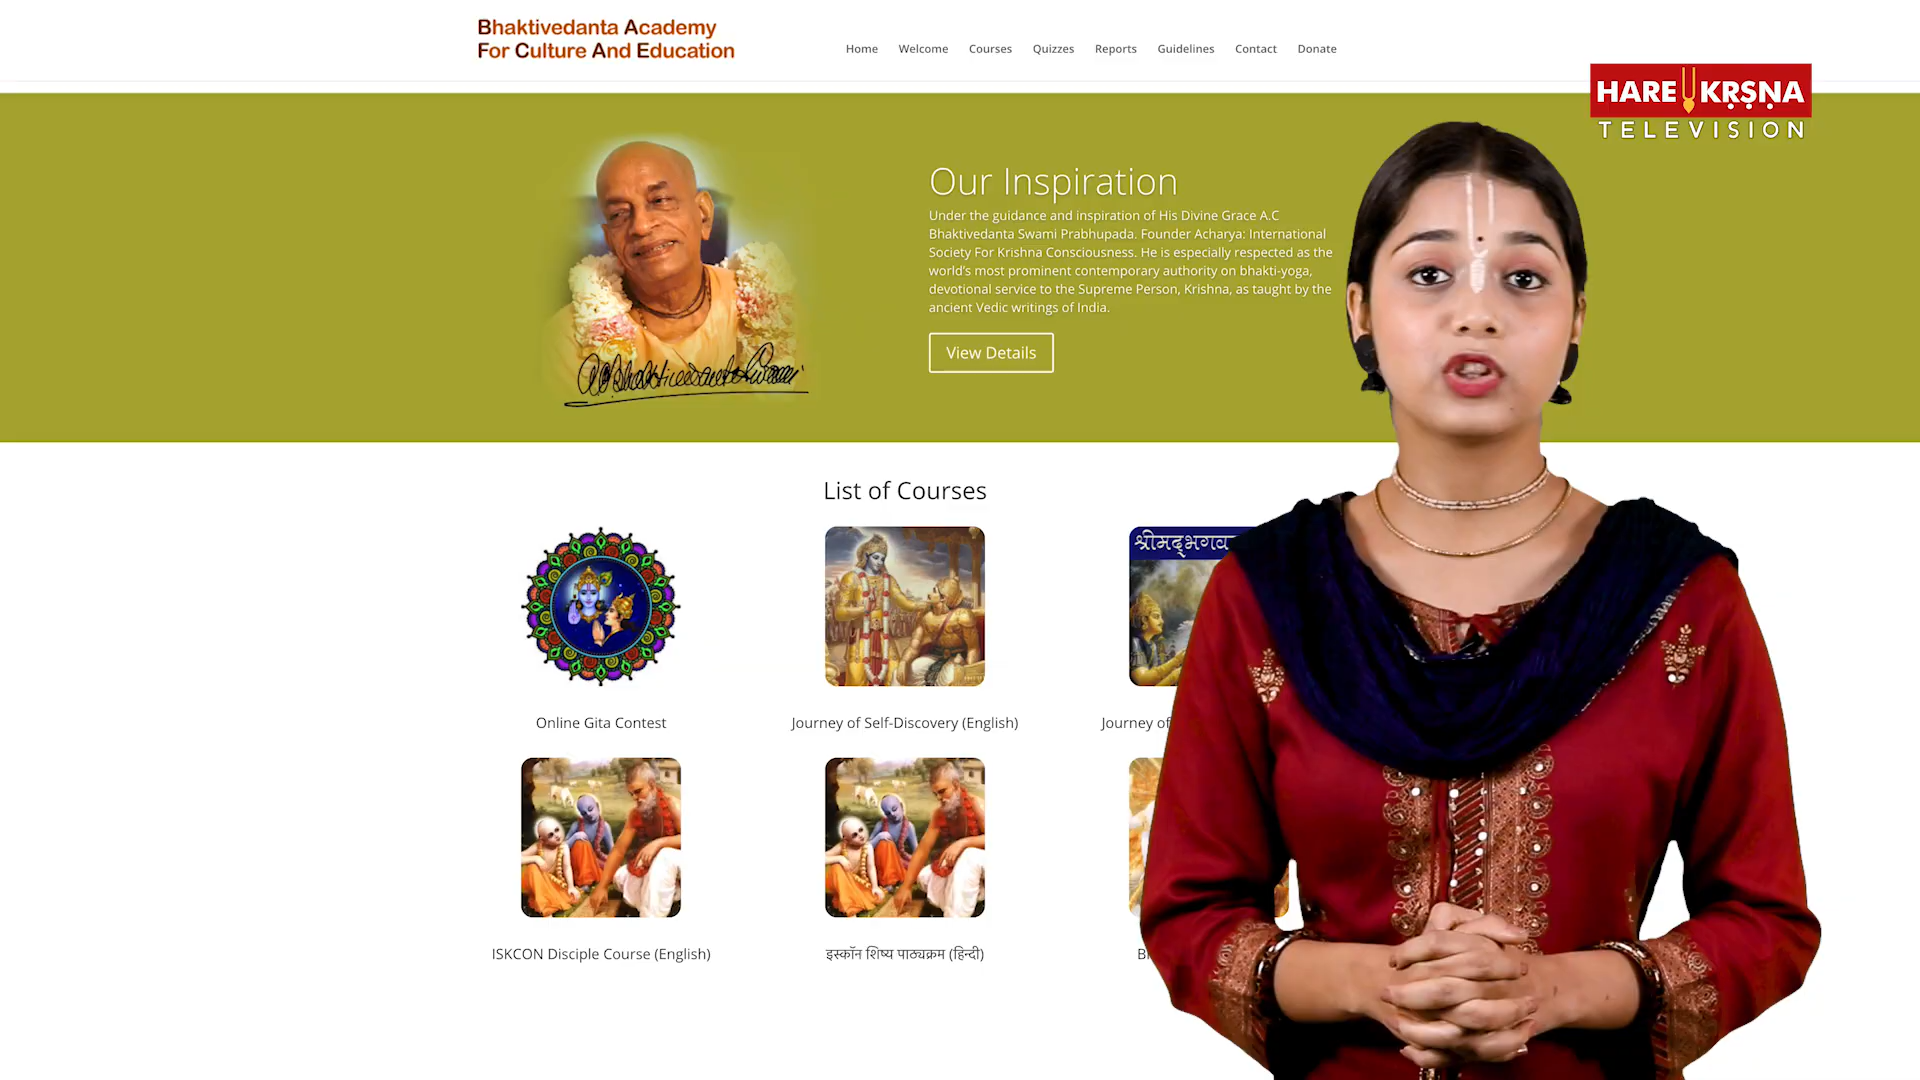 Bhaktivedanta Academy
For Culture And Education
Home Welcome Courses Quizzes Reports Guidelines Contact Donate
HARE KṚṢṆA
TELEVISION
Our Inspiration
Under the guidance and inspiration of His Divine Grace A.C
Bhaktivedanta Swami Prabhupada. Founder Acharya: International
Society For Krishna Consciousness. He is especially respected as the
world's most prominent contemporary authority on bhakti-yoga,
devotional service to the Supreme Person, Krishna, as taught by the
ancient Vedic writings of India.
View Details
List of Courses
श्रीमद्भगव
Online Gita Contest
Journey of Self-Discovery (English)
Journey of
ISKCON Disciple Course (English)
इस्कॉन शिष्य पाठ्यक्रम (हिन्दी)